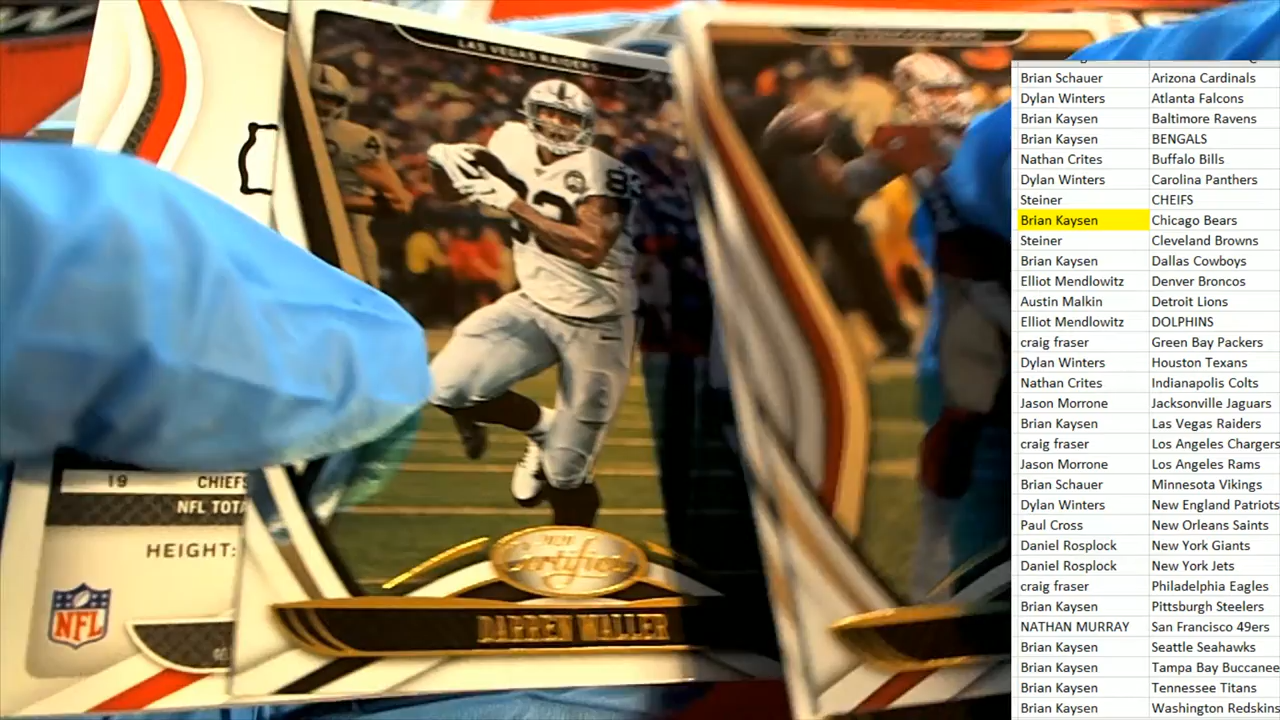 LAS VEGAS RAIDERS
83
4
2020
Certified
DARREN WALLER
19 CHIEFS
NFL TOTA
HEIGHT:
NFL
Brian Schauer Arizona Cardinals
Dylan Winters Atlanta Falcons
Brian Kaysen Baltimore Ravens
Brian Kaysen BENGALS
Nathan Crites Buffalo Bills
Dylan Winters Carolina Panthers
Steiner CHEIFS
Brian Kaysen Chicago Bears
Steiner Cleveland Browns
Brian Kaysen Dallas Cowboys
Elliot Mendlowitz Denver Broncos
Austin Malkin Detroit Lions
Elliot Mendlowitz DOLPHINS
craig fraser Green Bay Packers
Dylan Winters Houston Texans
Nathan Crites Indianapolis Colts
Jason Morrone Jacksonville Jaguars
Brian Kaysen Las Vegas Raiders
craig fraser Los Angeles Chargers
Jason Morrone Los Angeles Rams
Brian Schauer Minnesota Vikings
Dylan Winters New England Patriots
Paul Cross New Orleans Saints
Daniel Rosplock New York Giants
Daniel Rosplock New York Jets
craig fraser Philadelphia Eagles
Brian Kaysen Pittsburgh Steelers
NATHAN MURRAY San Francisco 49ers
Brian Kaysen Seattle Seahawks
Brian Kaysen Tampa Bay Buccanee
Brian Kaysen Tennessee Titans
Brian Kaysen Washington Redskins